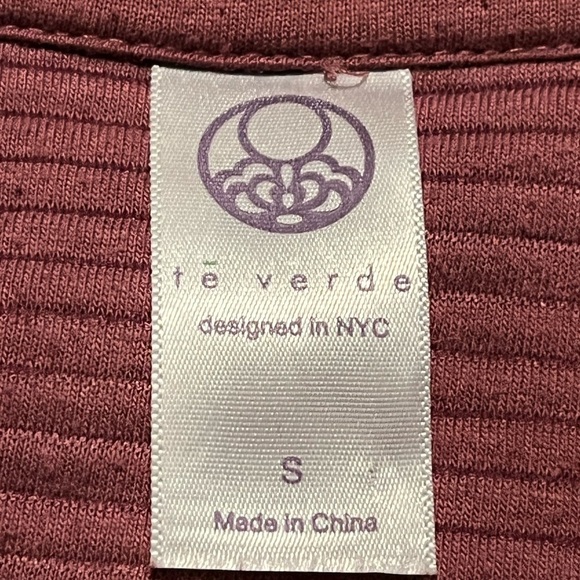 tē verde
designed in NYC
S
Made in China